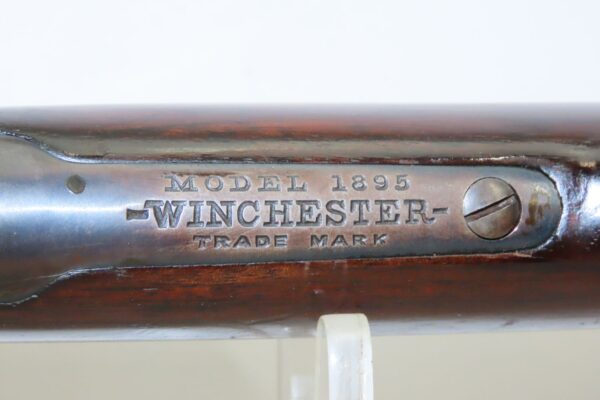 MODEL 1895
-WINCHESTER-
TRADE MARK